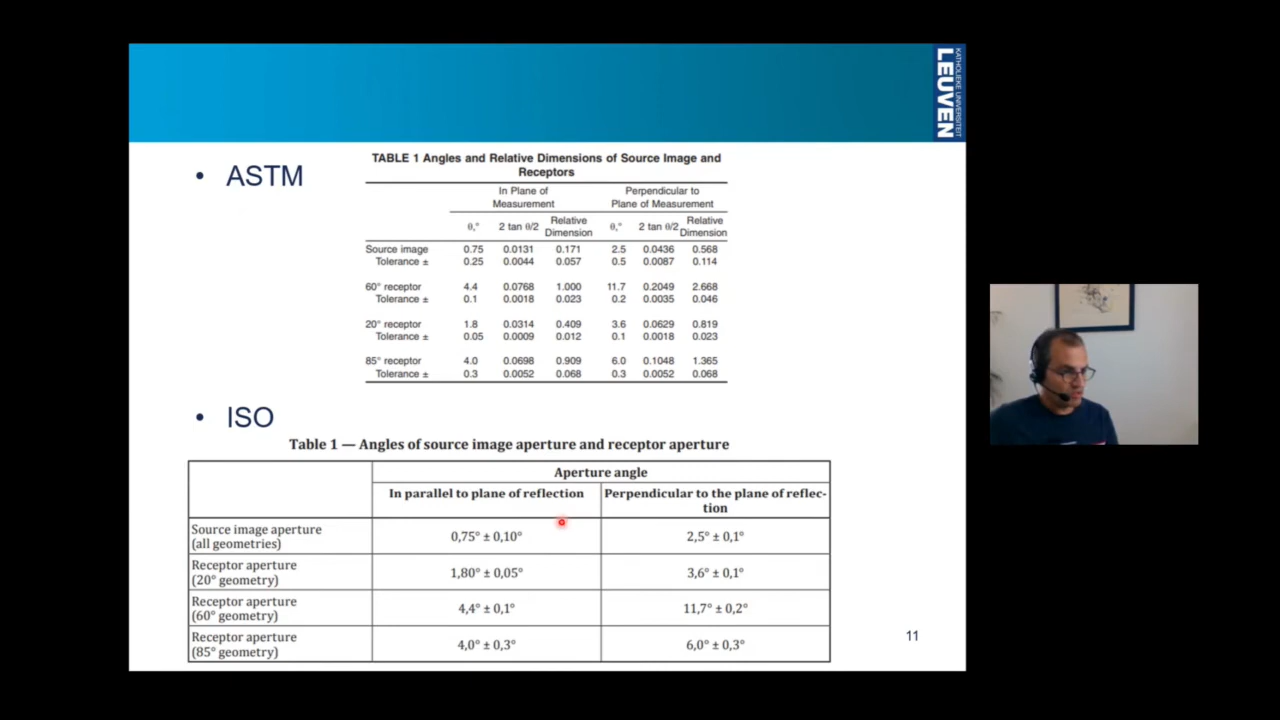 KATHOLIEKE UNIVERSITEIT
LEUVEN
• ASTM
TABLE 1 Angles and Relative Dimensions of Source Image and
Receptors
In Plane of Measurement Perpendicular to Plane of Measurement
θ,° 2 tan θ/2 Relative Dimension θ,° 2 tan θ/2 Relative Dimension
Source image 0.75 0.0131 0.171 2.5 0.0436 0.568
Tolerance ± 0.25 0.0044 0.057 0.5 0.0087 0.114
60° receptor 4.4 0.0768 1.000 11.7 0.2049 2.668
Tolerance ± 0.1 0.0018 0.023 0.2 0.0035 0.046
20° receptor 1.8 0.0314 0.409 3.6 0.0629 0.819
Tolerance ± 0.05 0.0009 0.012 0.1 0.0018 0.023
85° receptor 4.0 0.0698 0.909 6.0 0.1048 1.365
Tolerance ± 0.3 0.0052 0.068 0.3 0.0052 0.068
• ISO
Table 1 — Angles of source image aperture and receptor aperture
Aperture angle
In parallel to plane of reflection Perpendicular to the plane of reflec-
tion
Source image aperture
(all geometries) 0,75° ± 0,10° 2,5° ± 0,1°
Receptor aperture
(20° geometry) 1,80° ± 0,05° 3,6° ± 0,1°
Receptor aperture
(60° geometry) 4,4° ± 0,1° 11,7° ± 0,2°
Receptor aperture
(85° geometry) 4,0° ± 0,3° 6,0° ± 0,3°
11